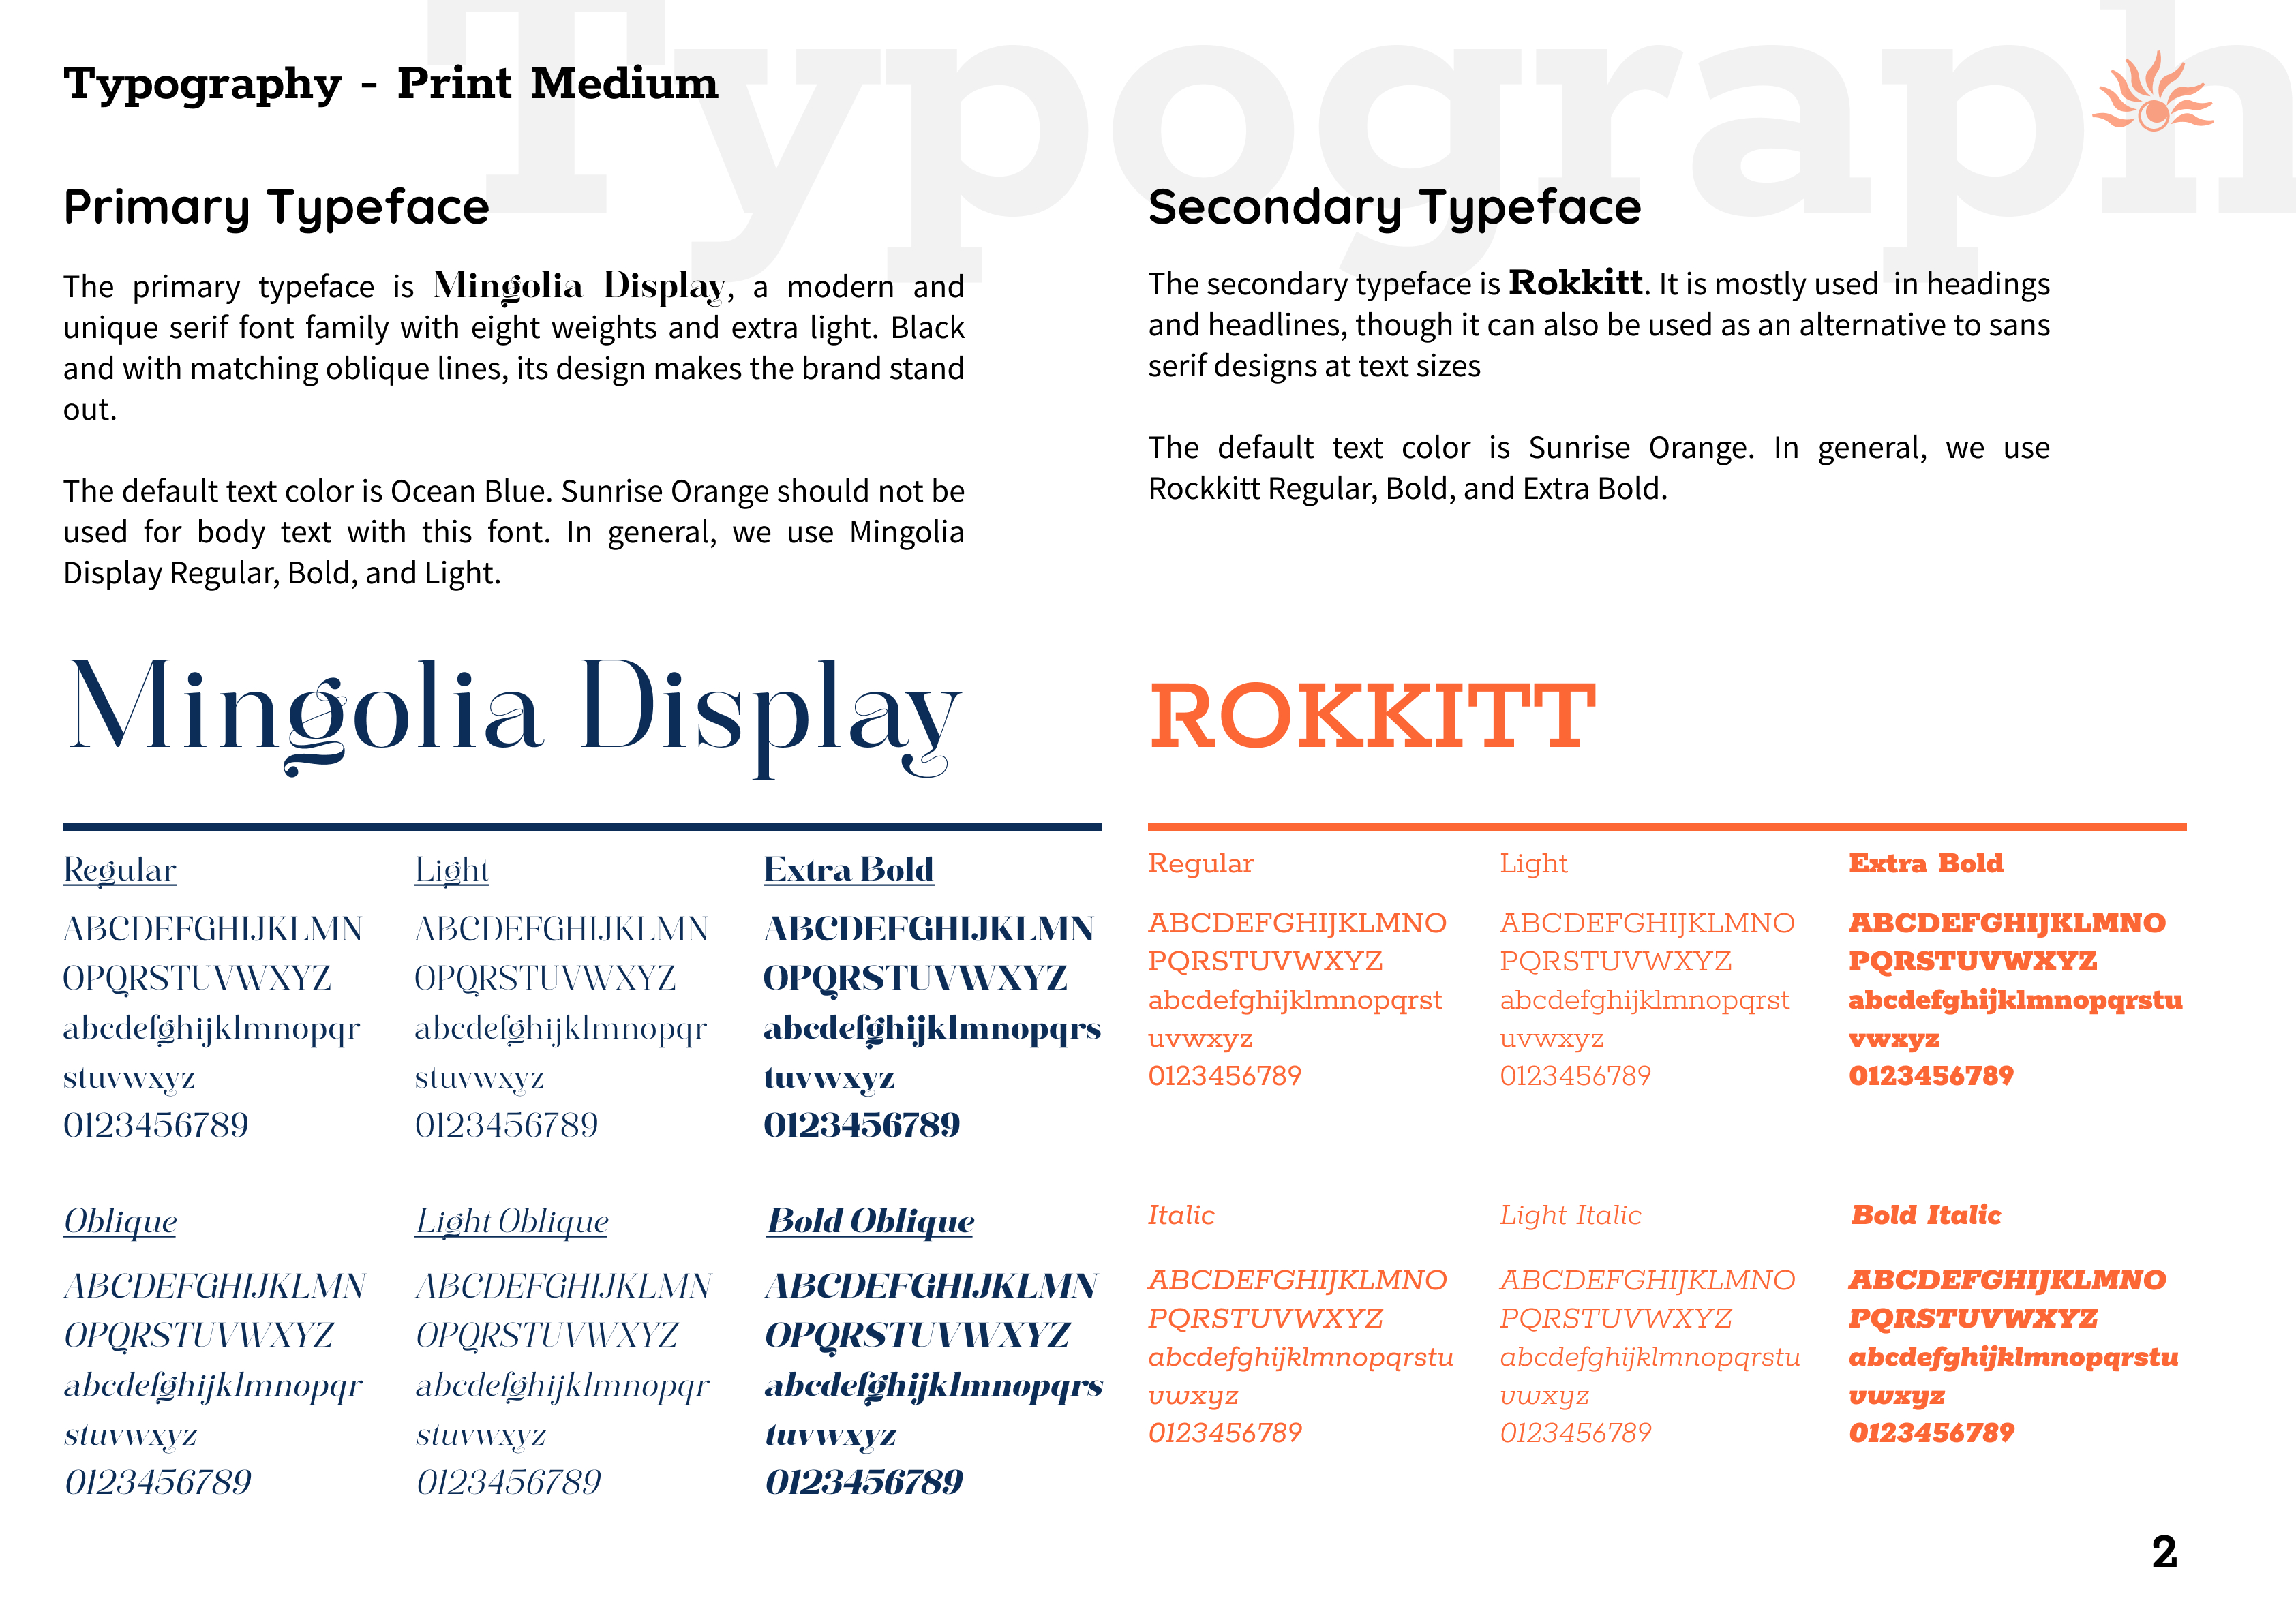 Typograph
Typography - Print Medium
Primary Typeface
The primary typeface is Mingolia Display, a modern and
unique serif font family with eight weights and extra light. Black
and with matching oblique lines, its design makes the brand stand
out.
The default text color is Ocean Blue. Sunrise Orange should not be
used for body text with this font. In general, we use Mingolia
Display Regular, Bold, and Light.
Secondary Typeface
The secondary typeface is Rokkitt. It is mostly used in headings
and headlines, though it can also be used as an alternative to sans
serif designs at text sizes
The default text color is Sunrise Orange. In general, we use
Rockkitt Regular, Bold, and Extra Bold.
Mingolia Display
Regular
ABCDEFGHIJKLMN
OPQRSTUVWXYZ
abcdefghijklmnopqr
stuvwxyz
0123456789
Light
ABCDEFGHIJKLMN
OPQRSTUVWXYZ
abcdefghijklmnopqr
stuvwxyz
0123456789
Extra Bold
ABCDEFGHIJKLMN
OPQRSTUVWXYZ
abcdefghijklmnopqrs
tuvwxyz
0123456789
Oblique
ABCDEFGHIJKLMN
OPQRSTUVWXYZ
abcdefghijklmnopqr
stuvwxyz
0123456789
Light Oblique
ABCDEFGHIJKLMN
OPQRSTUVWXYZ
abcdefghijklmnopqr
stuvwxyz
0123456789
Bold Oblique
ABCDEFGHIJKLMN
OPQRSTUVWXYZ
abcdefghijklmnopqrs
tuvwxyz
0123456789
ROKKITT
Regular
ABCDEFGHIJKLMNO
PQRSTUVWXYZ
abcdefghijklmnopqrst
uvwxyz
0123456789
Light
ABCDEFGHIJKLMNO
PQRSTUVWXYZ
abcdefghijklmnopqrst
uvwxyz
0123456789
Extra Bold
ABCDEFGHIJKLMNO
PQRSTUVWXYZ
abcdefghijklmnopqrstu
vwxyz
0123456789
Italic
ABCDEFGHIJKLMNO
PQRSTUVWXYZ
abcdefghijklmnopqrstu
vwxyz
0123456789
Light Italic
ABCDEFGHIJKLMNO
PQRSTUVWXYZ
abcdefghijklmnopqrstu
vwxyz
0123456789
Bold Italic
ABCDEFGHIJKLMNO
PQRSTUVWXYZ
abcdefghijklmnopqrstu
vwxyz
0123456789
2